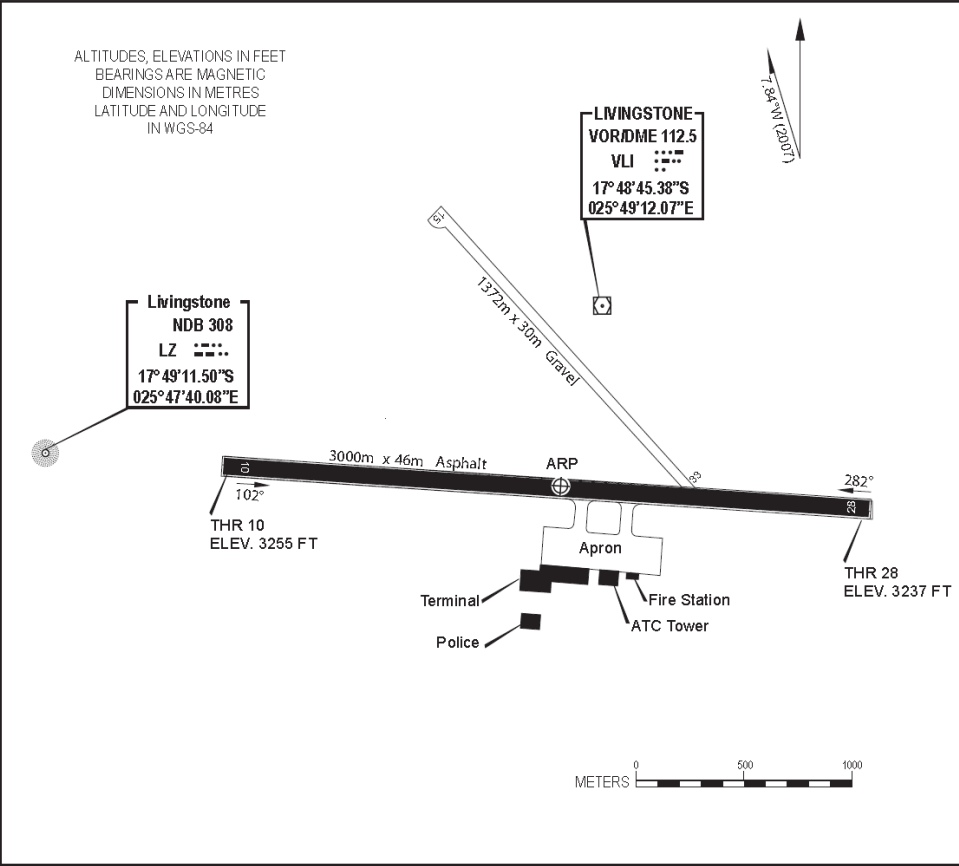 ALTITUDES, ELEVATIONS IN FEET
BEARINGS ARE MAGNETIC
DIMENSIONS IN METRES
LATITUDE AND LONGITUDE
IN WGS-84
7.84°W (2007)
LIVINGSTONE
VOR/DME 112.5
VLI
17°48'45.38"S
025°49'12.07"E
15
1372m x 30m Gravel
33
Livingstone
NDB 308
LZ
17°49'11.50"S
025°47'40.08"E
10
3000m x 46m Asphalt
ARP
28
282°
102°
THR 10
ELEV. 3255 FT
Apron
THR 28
ELEV. 3237 FT
Terminal
Fire Station
ATC Tower
Police
METERS
0 500 1000